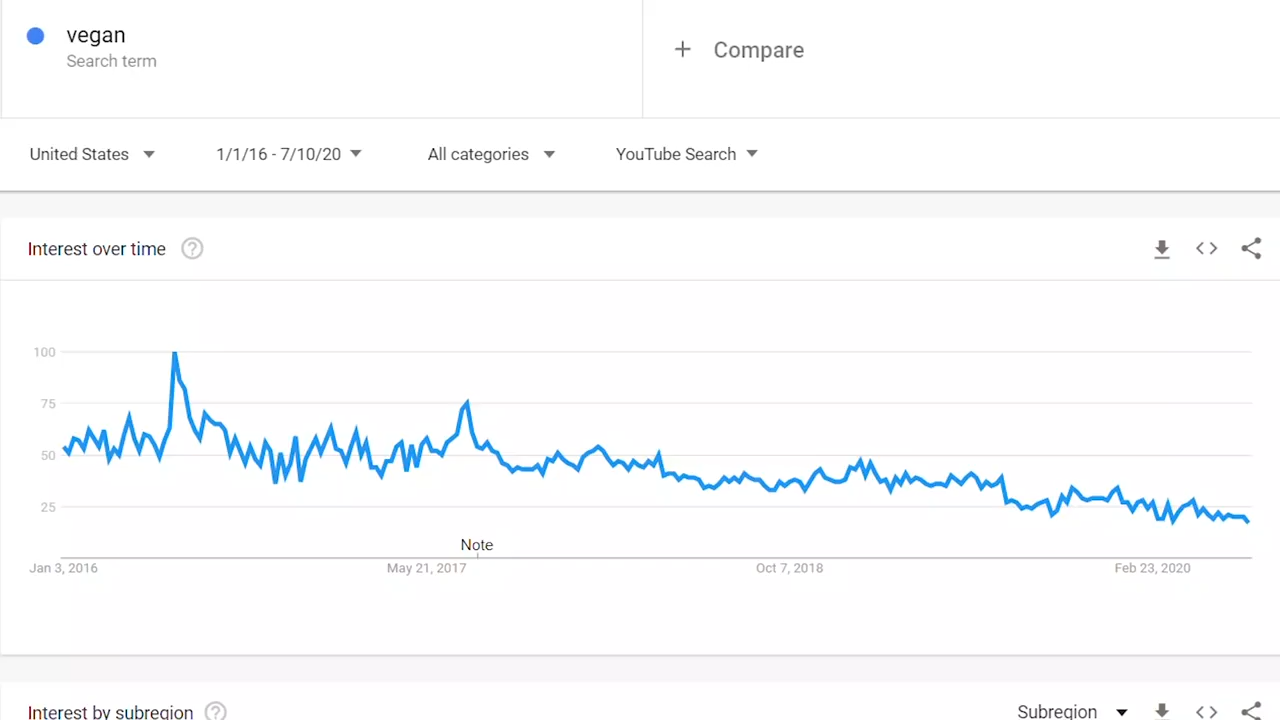 vegan
Search term
+ Compare
United States
1/1/16 - 7/10/20
All categories
YouTube Search
Interest over time ?
100
75
50
25
Note
Jan 3, 2016
May 21, 2017
Oct 7, 2018
Feb 23, 2020
Interest by subregion ?
Subregion